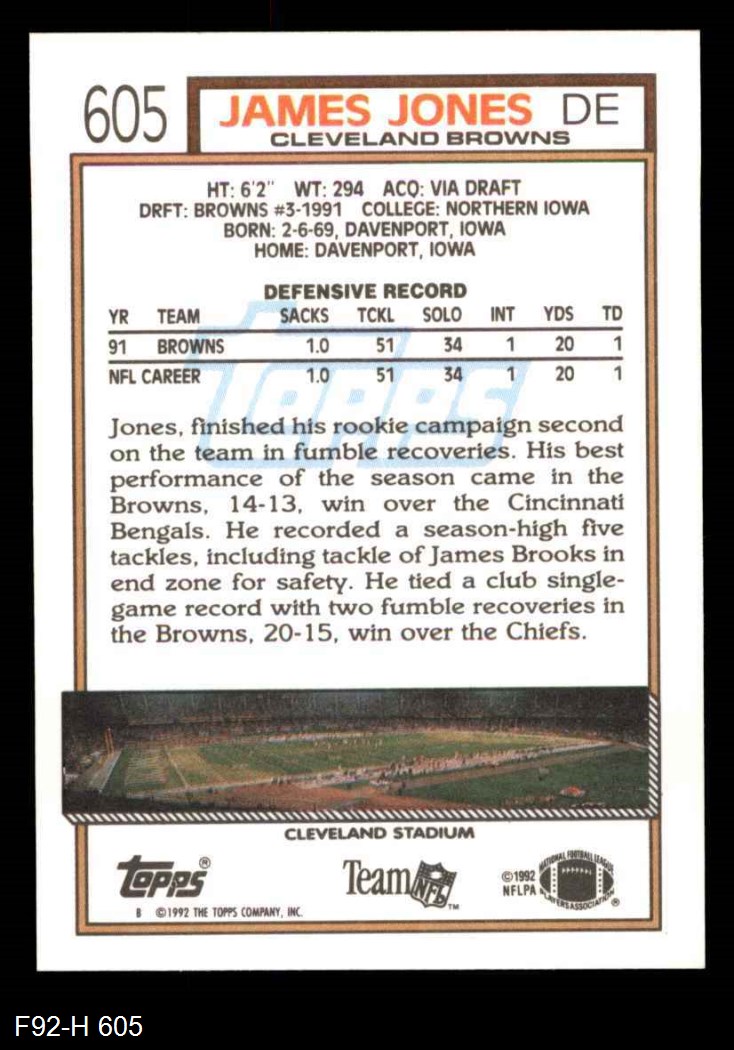 605
JAMES JONES DE
CLEVELAND BROWNS
HT: 6'2" WT: 294 ACQ: VIA DRAFT
DRFT: BROWNS #3-1991 COLLEGE: NORTHERN IOWA
BORN: 2-6-69, DAVENPORT, IOWA
HOME: DAVENPORT, IOWA
DEFENSIVE RECORD
YR TEAM SACKS TCKL SOLO INT YDS TD
91 BROWNS 1.0 51 34 1 20 1
NFL CAREER 1.0 51 34 1 20 1
Topps
Jones, finished his rookie campaign second
on the team in fumble recoveries. His best
performance of the season came in the
Browns, 14-13, win over the Cincinnati
Bengals. He recorded a season-high five
tackles, including tackle of James Brooks in
end zone for safety. He tied a club single-
game record with two fumble recoveries in
the Browns, 20-15, win over the Chiefs.
CLEVELAND STADIUM
Topps®
B ©1992 THE TOPPS COMPANY, INC.
Team NFL™
©1992
NFLPA
NATIONAL FOOTBALL LEAGUE
PLAYERS ASSOCIATION®
F92-H 605